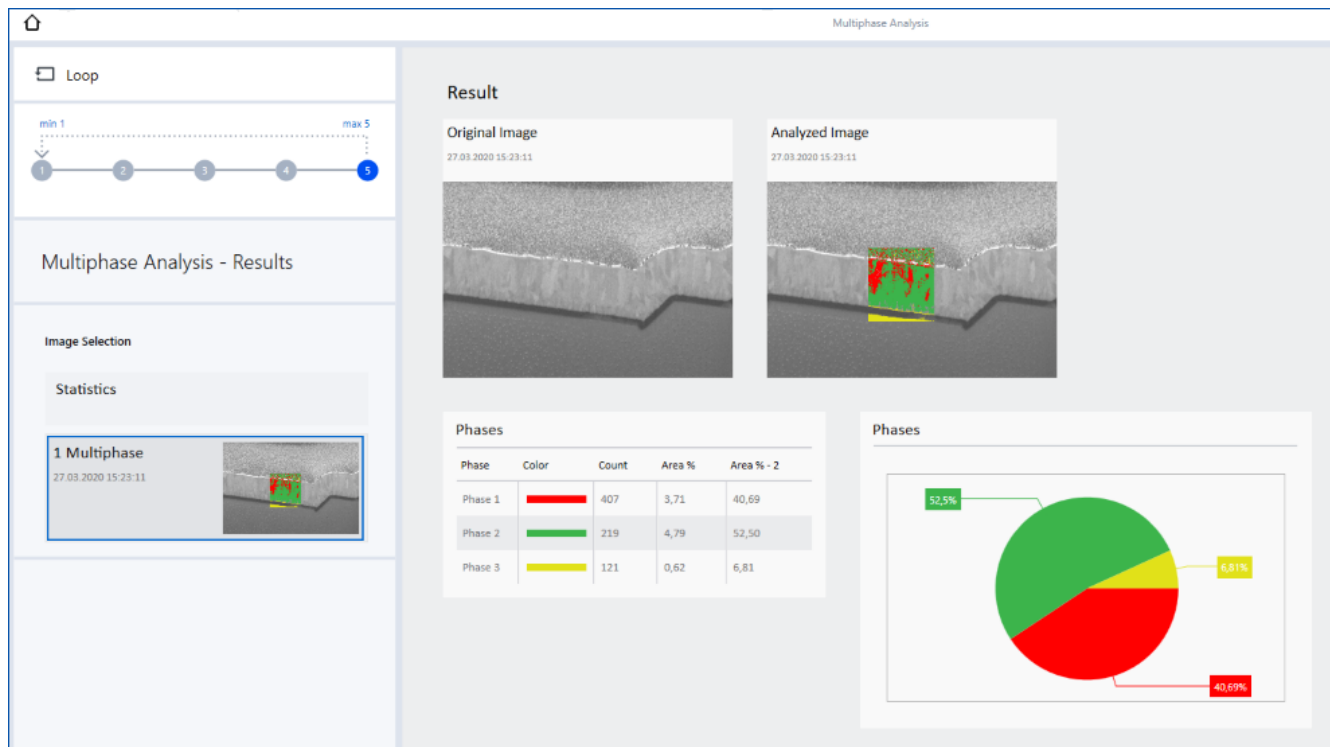 Multiphase Analysis
Loop
min 1
max 5
1 2 3 4 5
Multiphase Analysis - Results
Image Selection
Statistics
1 Multiphase
27.03.2020 15:23:11
Result
Original Image
27.03.2020 15:23:11
Analyzed Image
27.03.2020 15:23:11
Phases
Phase Color Count Area % Area % - 2
Phase 1 407 3,71 40,69
Phase 2 219 4,79 52,50
Phase 3 121 0,62 6,81
Phases
52,5%
6,81%
40,69%